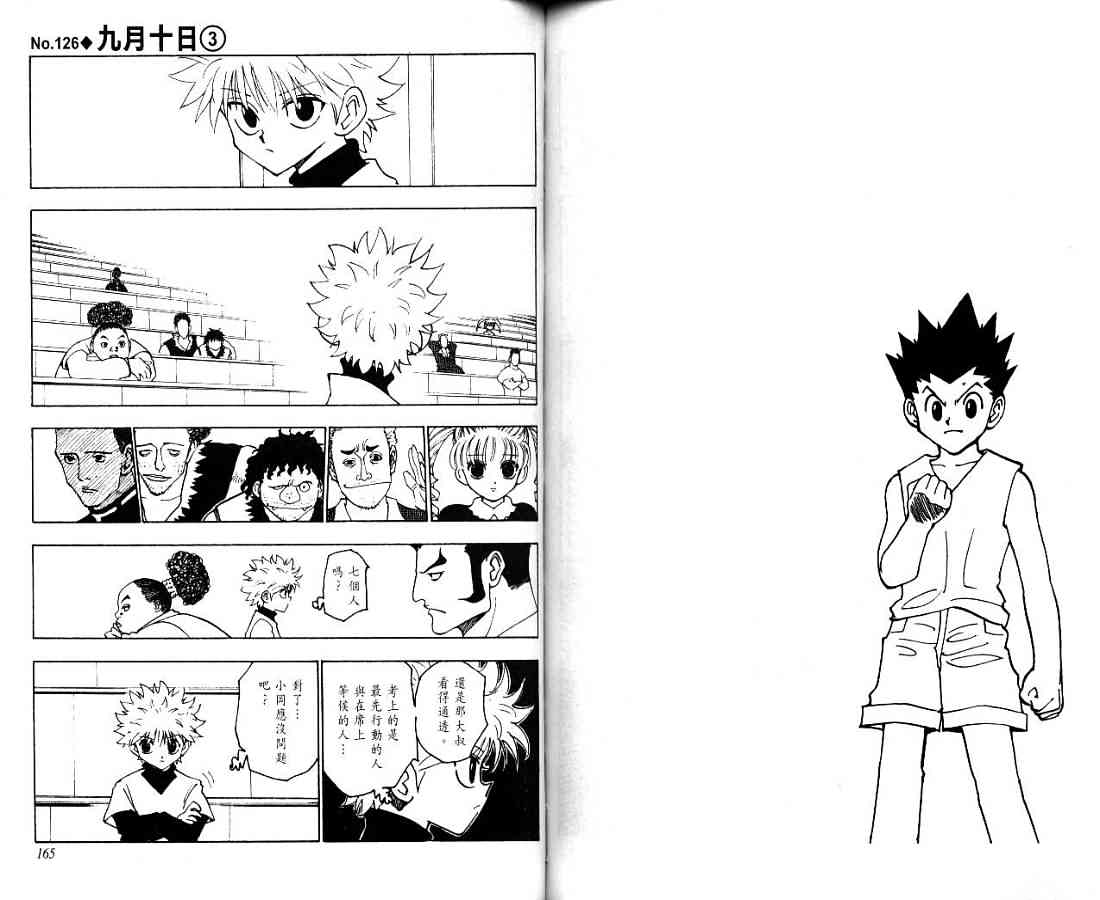 No.126◆九月十日③
七個人
嗎？
還是那大叔
看得通透。
考上的是
最先行動的人
與在席上
等候的人…
對了…
小岡應沒問題
吧？
165